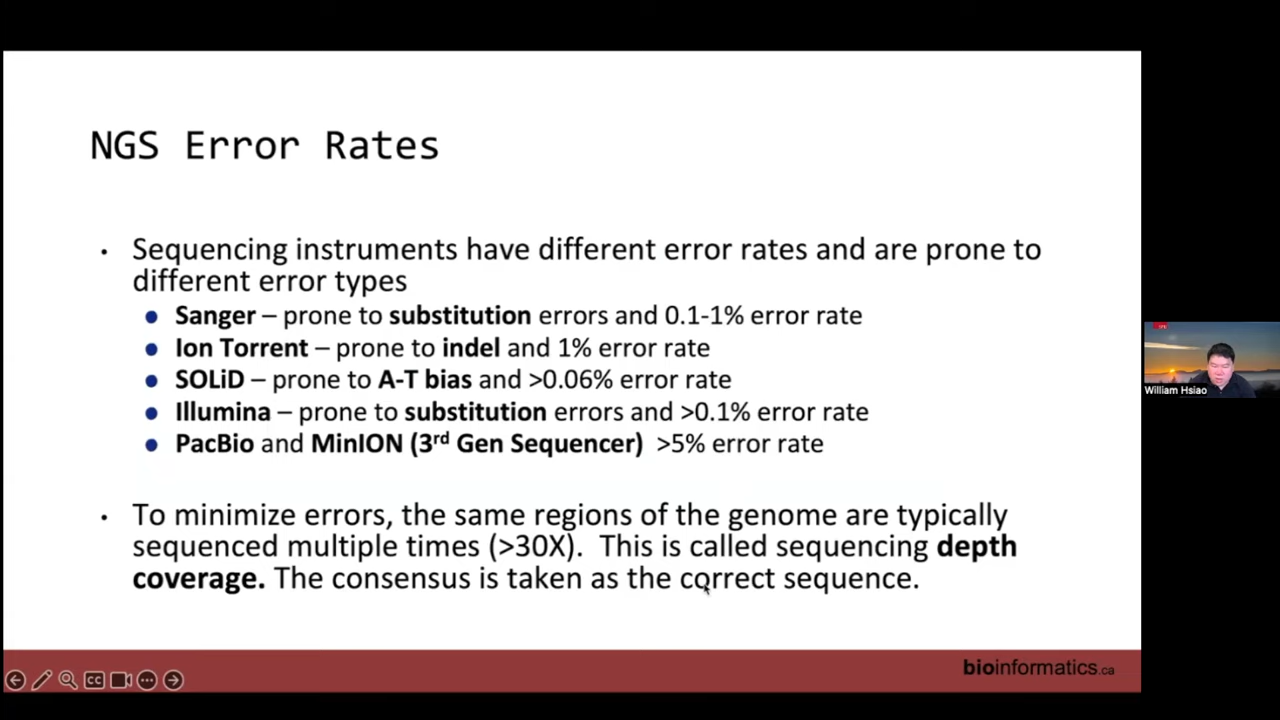 NGS Error Rates
• Sequencing instruments have different error rates and are prone to
different error types
● Sanger – prone to substitution errors and 0.1-1% error rate
● Ion Torrent – prone to indel and 1% error rate
● SOLiD – prone to A-T bias and >0.06% error rate
● Illumina – prone to substitution errors and >0.1% error rate
● PacBio and MinION (3rd Gen Sequencer) >5% error rate
• To minimize errors, the same regions of the genome are typically
sequenced multiple times (>30X). This is called sequencing depth
coverage. The consensus is taken as the correct sequence.
William Hsiao
CC
bioinformatics.ca